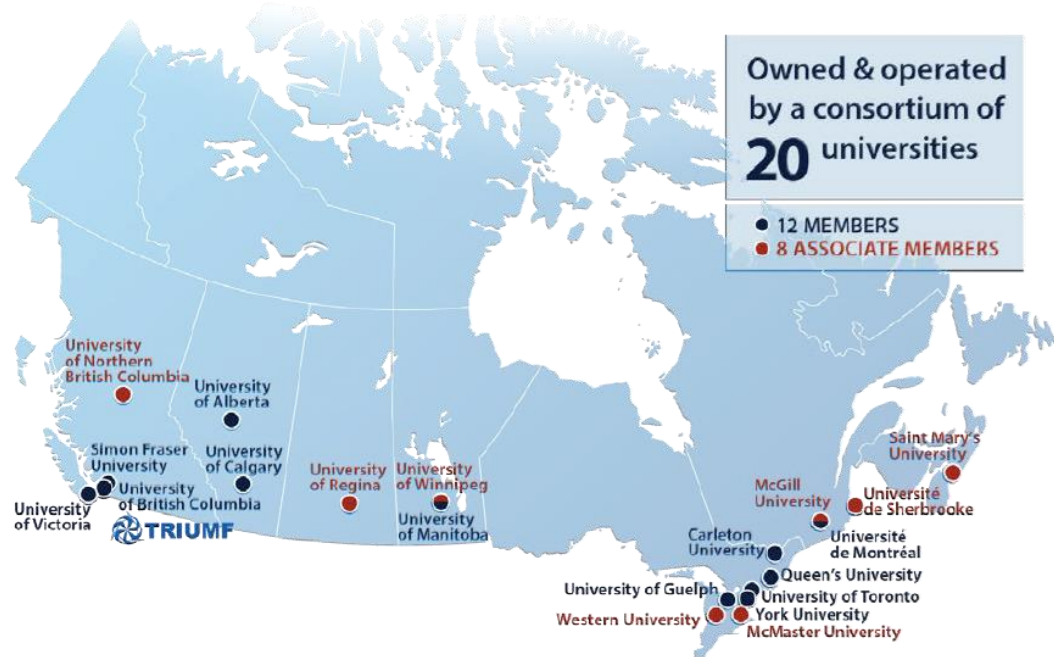 Owned & operated
by a consortium of
20 universities
12 MEMBERS
8 ASSOCIATE MEMBERS
University
of Northern
British Columbia
University
of Alberta
Simon Fraser
University
University
of Calgary
University
of British Columbia
University
of Victoria
TRIUMF
University
of Regina
University
of Winnipeg
University
of Manitoba
Saint Mary's
University
McGill
University
Université
de Sherbrooke
Université
de Montréal
Carleton
University
Queen's University
University of Guelph
University of Toronto
York University
Western University
McMaster University